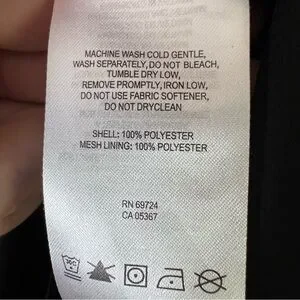 MACHINE WASH COLD GENTLE,
WASH SEPARATELY, DO NOT BLEACH,
TUMBLE DRY LOW,
REMOVE PROMPTLY, IRON LOW,
DO NOT USE FABRIC SOFTENER,
DO NOT DRYCLEAN
SHELL: 100% POLYESTER
MESH LINING: 100% POLYESTER
RN 69724
CA 05367